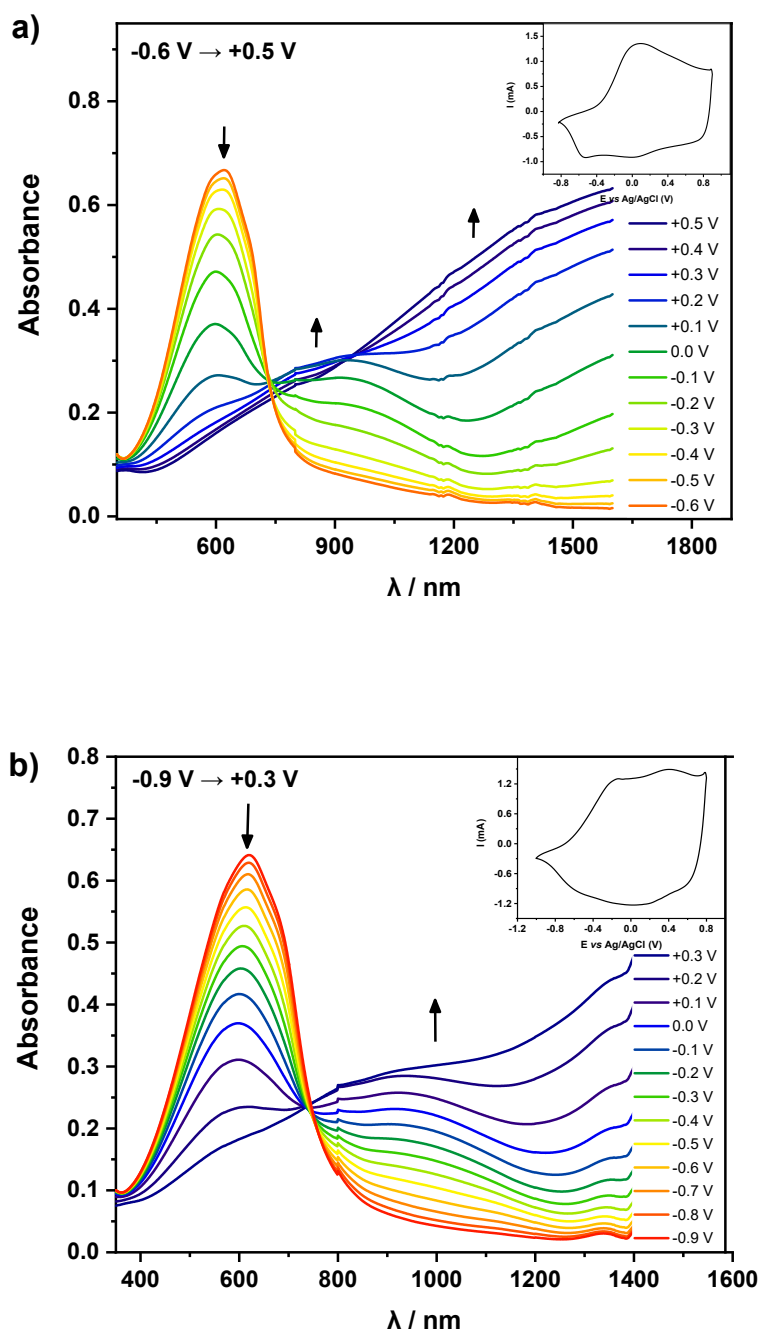 a)
-0.6 V → +0.5 V
Absorbance
0.8
0.6
0.4
0.2
0.0
600
900
1200
1500
1800
λ / nm
I (mA)
1.5
1.0
0.5
0.0
-0.5
-1.0
-0.8
-0.4
0.0
0.4
0.8
E vs Ag/AgCl (V)
+0.5 V
+0.4 V
+0.3 V
+0.2 V
+0.1 V
0.0 V
-0.1 V
-0.2 V
-0.3 V
-0.4 V
-0.5 V
-0.6 V
b)
-0.9 V → +0.3 V
Absorbance
0.8
0.7
0.6
0.5
0.4
0.3
0.2
0.1
0.0
400
600
800
1000
1200
1400
1600
λ / nm
I (mA)
1.2
0.6
0.0
-0.6
-1.2
-1.2
-0.8
-0.4
0.0
0.4
0.8
E vs Ag/AgCl (V)
+0.3 V
+0.2 V
+0.1 V
0.0 V
-0.1 V
-0.2 V
-0.3 V
-0.4 V
-0.5 V
-0.6 V
-0.7 V
-0.8 V
-0.9 V